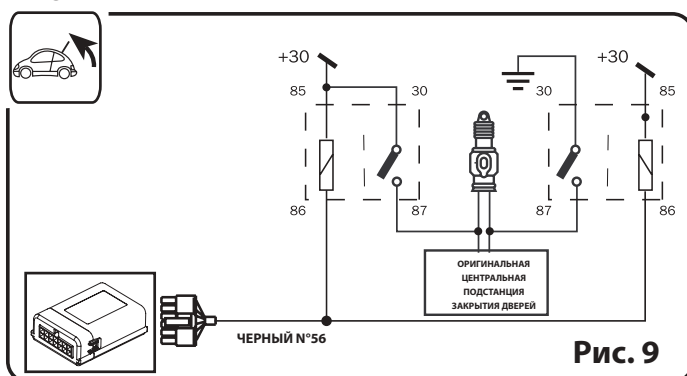 +30
+30
85
30
30
85
86
87
87
86
ОРИГИНАЛЬНАЯ
ЦЕНТРАЛЬНАЯ
ПОДСТАНЦИЯ
ЗАКРЫТИЯ ДВЕРЕЙ
ЧЕРНЫЙ N°56
Рис. 9